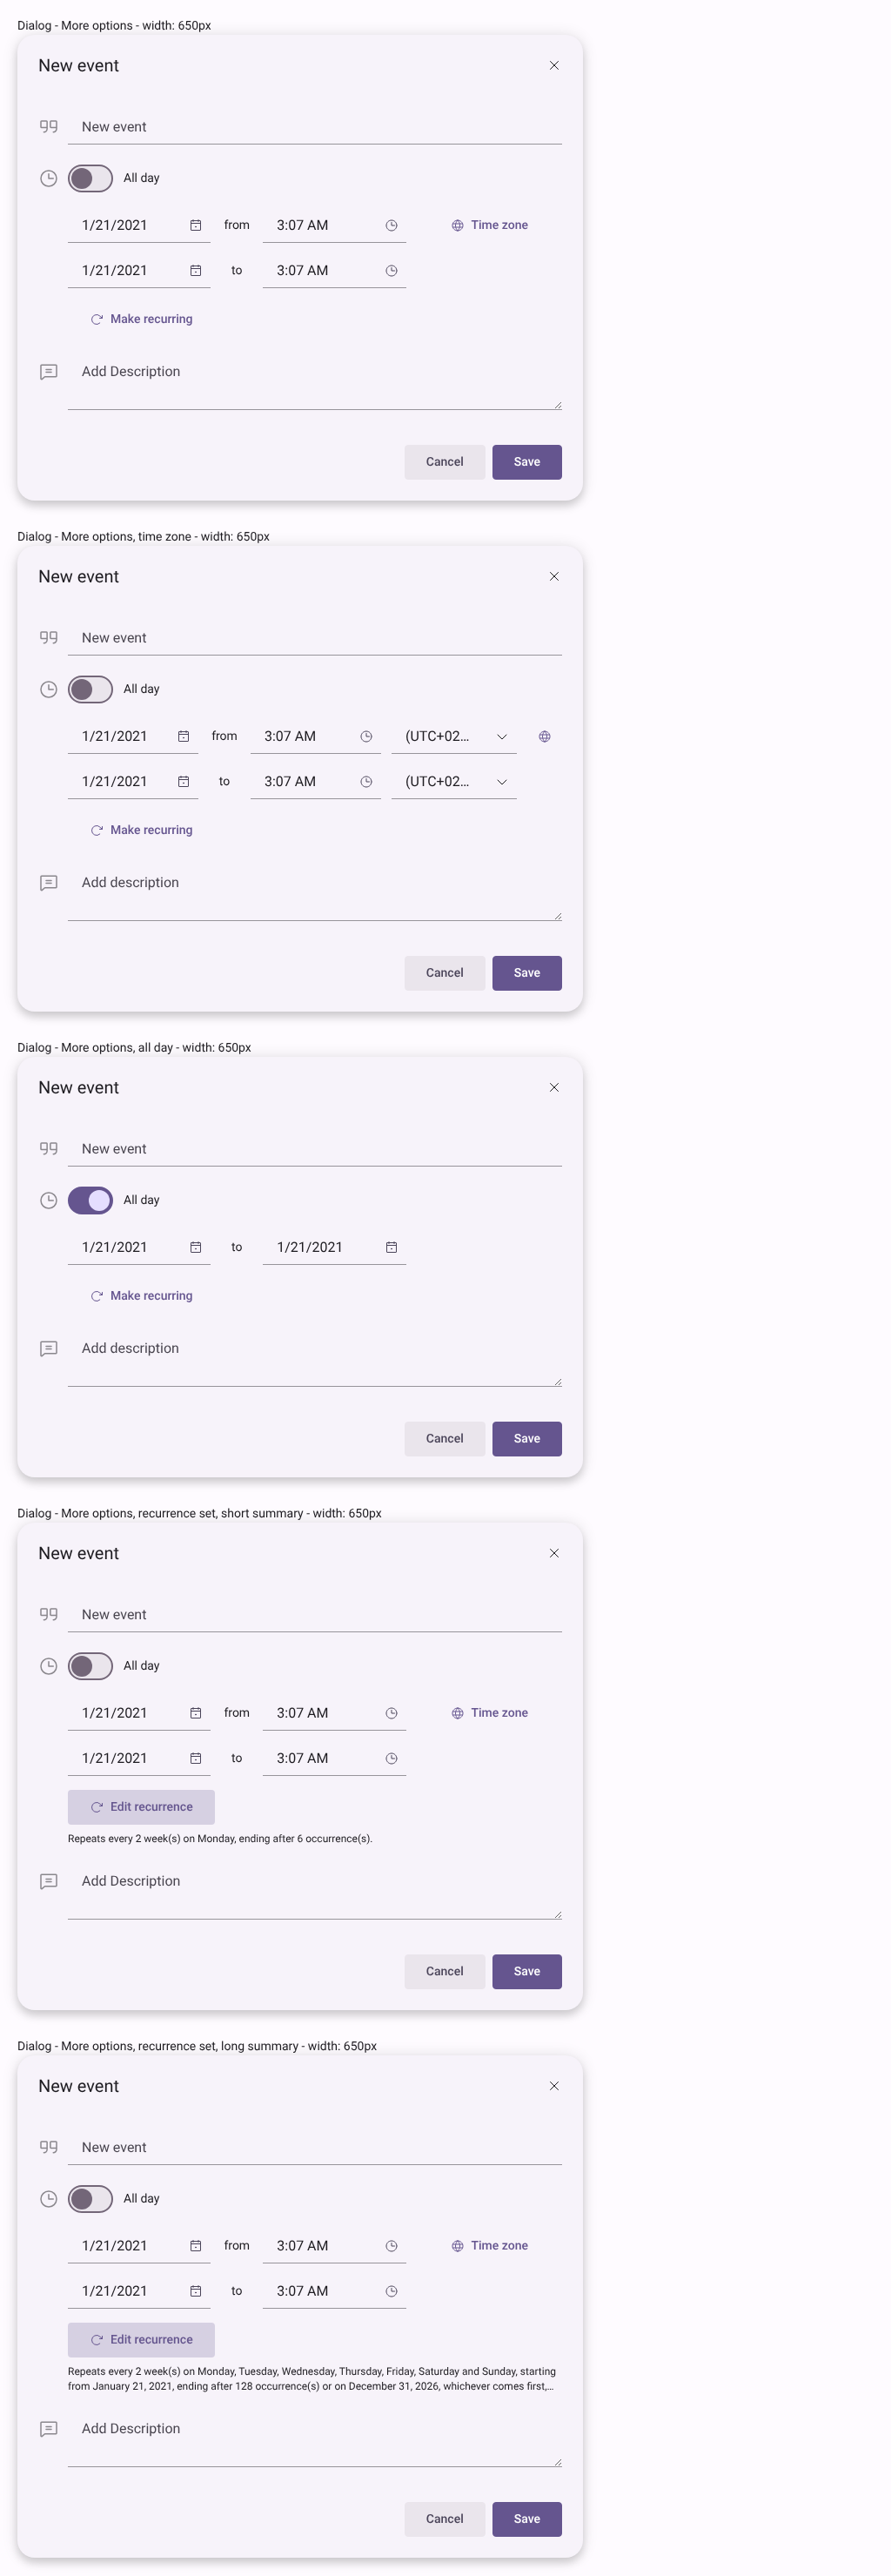 Dialog - More options - width: 650px
New event
New event
All day
1/21/2021 from 3:07 AM Time zone
1/21/2021 to 3:07 AM
Make recurring
Add Description
Cancel Save
Dialog - More options, time zone - width: 650px
New event
New event
All day
1/21/2021 from 3:07 AM (UTC+02...
1/21/2021 to 3:07 AM (UTC+02...
Make recurring
Add description
Cancel Save
Dialog - More options, all day - width: 650px
New event
New event
All day
1/21/2021 to 1/21/2021
Make recurring
Add description
Cancel Save
Dialog - More options, recurrence set, short summary - width: 650px
New event
New event
All day
1/21/2021 from 3:07 AM Time zone
1/21/2021 to 3:07 AM
Edit recurrence
Repeats every 2 week(s) on Monday, ending after 6 occurrence(s).
Add Description
Cancel Save
Dialog - More options, recurrence set, long summary - width: 650px
New event
New event
All day
1/21/2021 from 3:07 AM Time zone
1/21/2021 to 3:07 AM
Edit recurrence
Repeats every 2 week(s) on Monday, Tuesday, Wednesday, Thursday, Friday, Saturday and Sunday, starting
from January 21, 2021, ending after 128 occurrence(s) or on December 31, 2026, whichever comes first,...
Add Description
Cancel Save